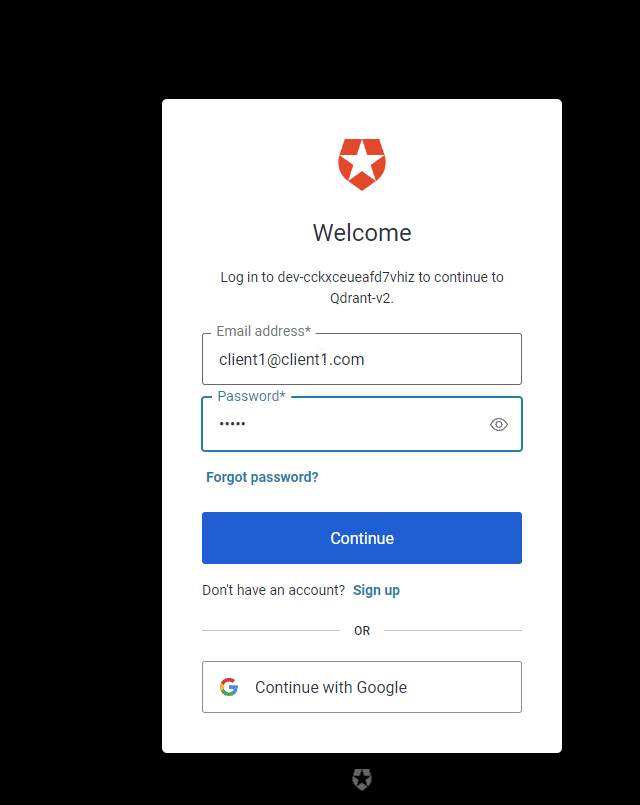 Welcome
Log in to dev-cckxceueafd7vhiz to continue to
Qdrant-v2.
Email address*
client1@client1.com
Password*
•••••
Forgot password?
Continue
Don't have an account? Sign up
OR
Continue with Google